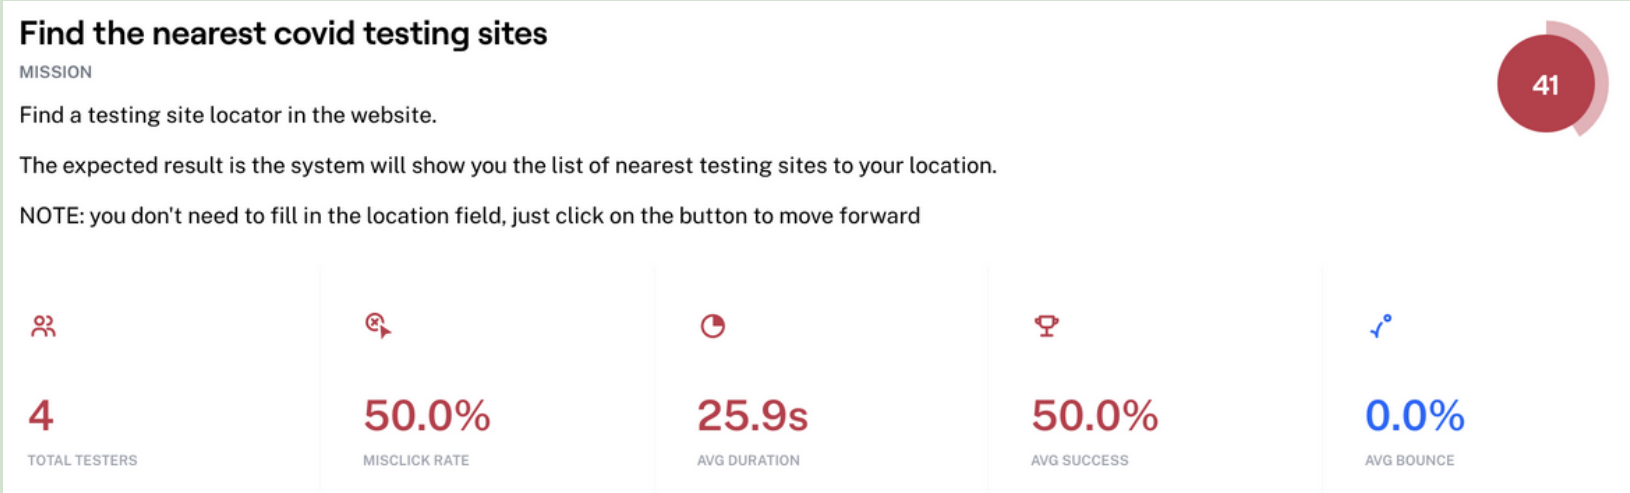 Find the nearest covid testing sites
MISSION
41
Find a testing site locator in the website.
The expected result is the system will show you the list of nearest testing sites to your location.
NOTE: you don't need to fill in the location field, just click on the button to move forward
4
TOTAL TESTERS
50.0%
MISCLICK RATE
25.9s
AVG DURATION
50.0%
AVG SUCCESS
0.0%
AVG BOUNCE